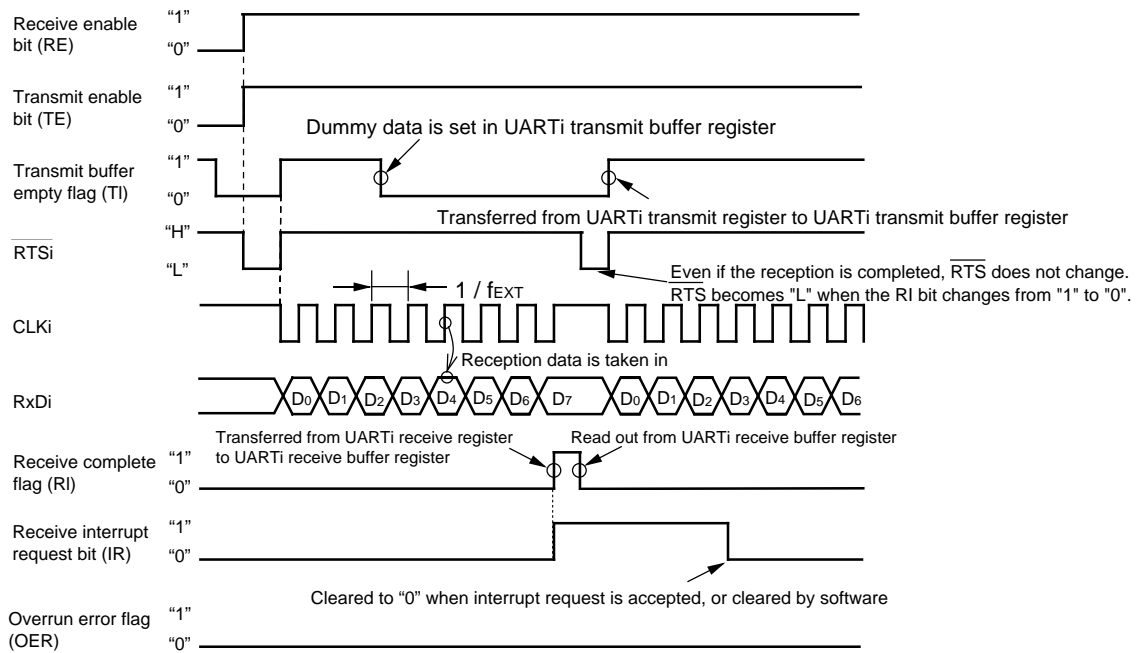 Receive enable
bit (RE)
“1”
“0”
Transmit enable
bit (TE)
“1”
“0”
Dummy data is set in UARTi transmit buffer register
Transmit buffer
empty flag (TI)
“1”
“0”
Transferred from UARTi transmit register to UARTi transmit buffer register
RTSi
“H”
“L”
Even if the reception is completed, RTS does not change.
RTS becomes "L" when the RI bit changes from "1" to "0".
1 / fEXT
CLKi
Reception data is taken in
RxDi
D0 D1 D2 D3 D4 D5 D6 D7 D0 D1 D2 D3 D4 D5 D6
Transferred from UARTi receive register
to UARTi receive buffer register
Read out from UARTi receive buffer register
Receive complete
flag (RI)
“1”
“0”
Receive interrupt
request bit (IR)
“1”
“0”
Cleared to “0” when interrupt request is accepted, or cleared by software
Overrun error flag
(OER)
“1”
“0”